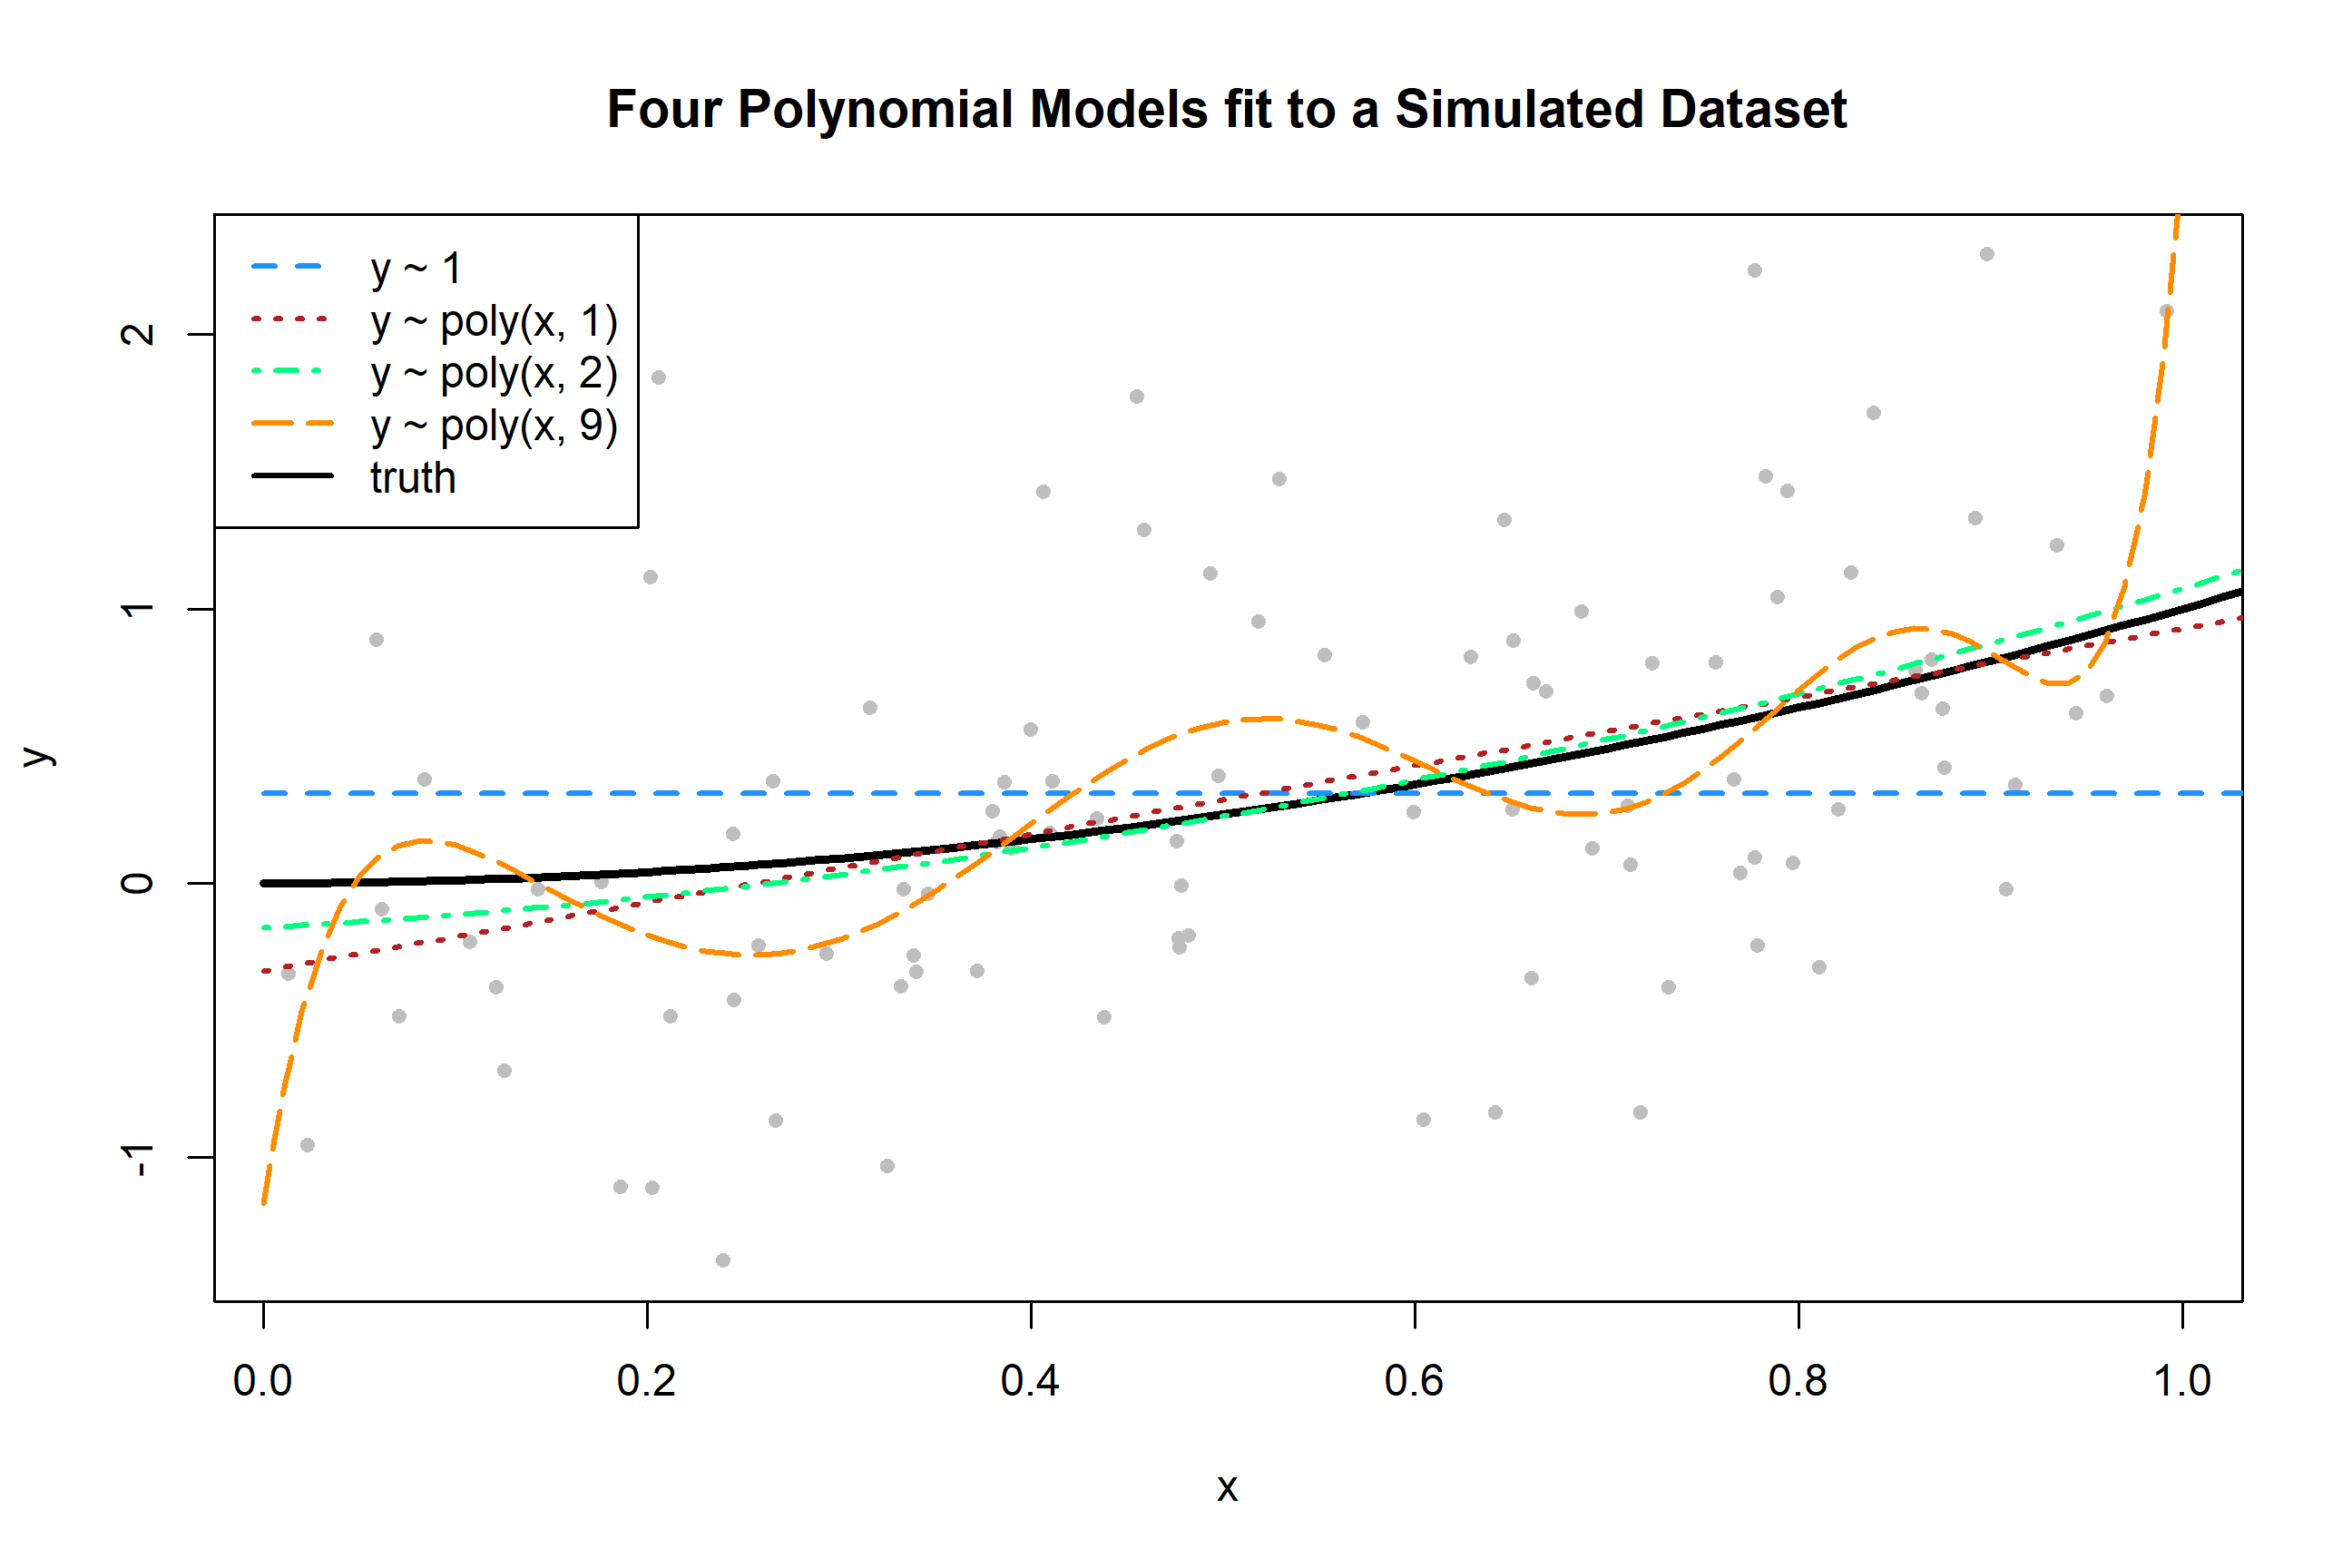 Four Polynomial Models fit to a Simulated Dataset
y ~ 1
y ~ poly(x, 1)
y ~ poly(x, 2)
y ~ poly(x, 9)
truth
2
1
0
-1
y
0.0 0.2 0.4 0.6 0.8 1.0
x